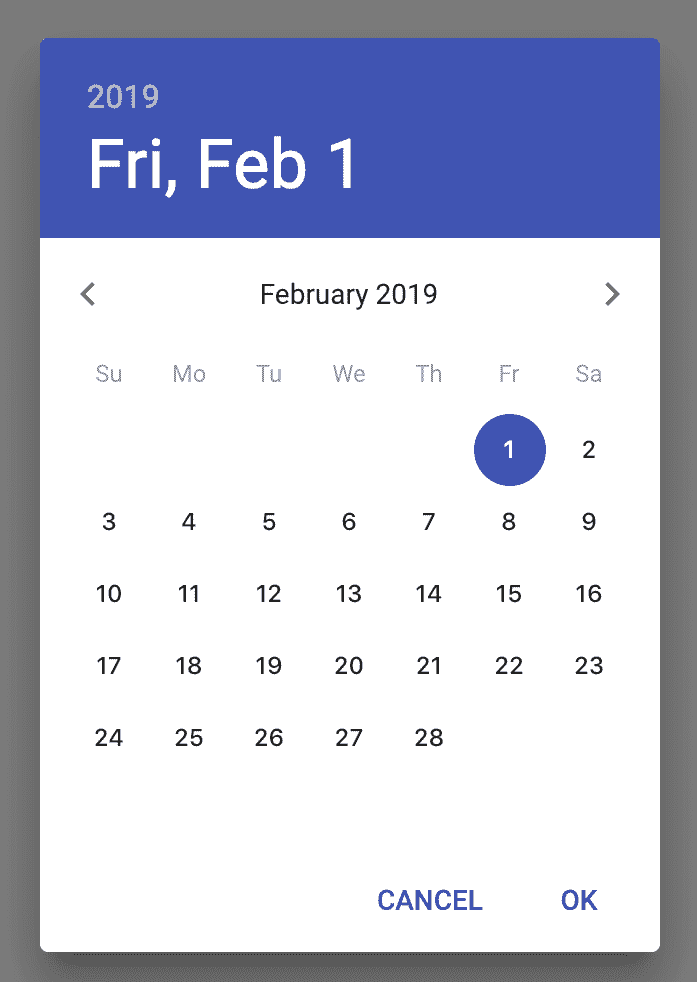 2019
Fri, Feb 1
February 2019
Su Mo Tu We Th Fr Sa
1 2
3 4 5 6 7 8 9
10 11 12 13 14 15 16
17 18 19 20 21 22 23
24 25 26 27 28
CANCEL OK